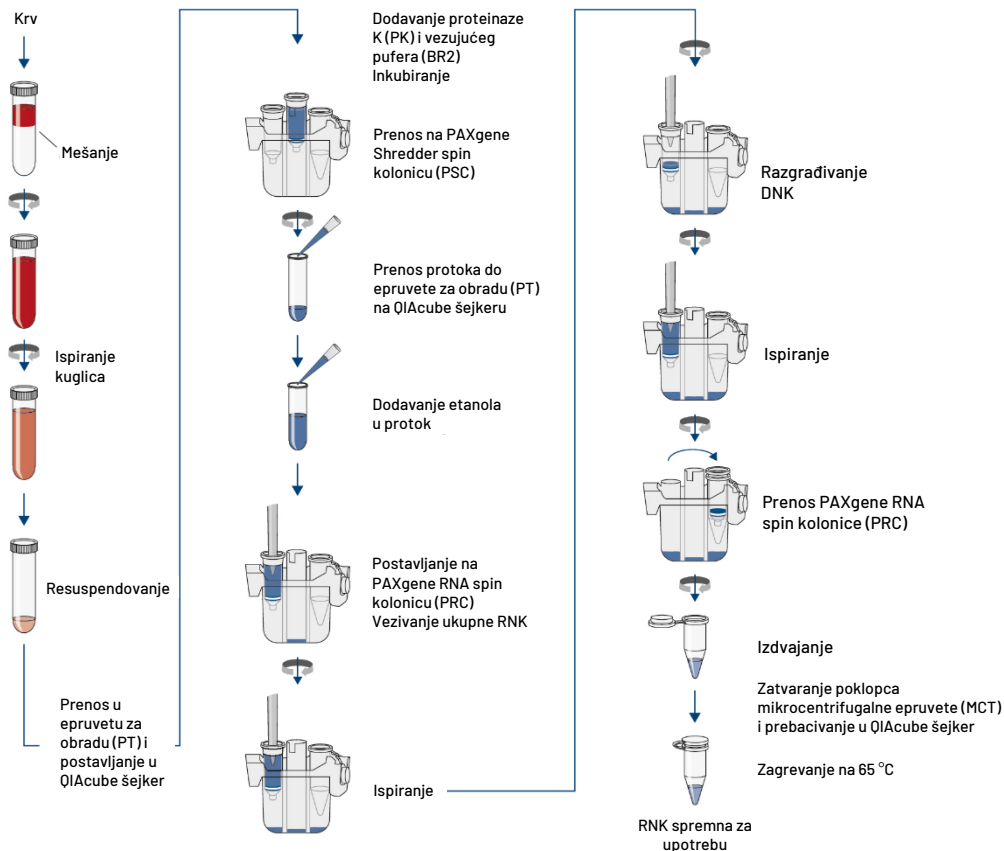 Krv
Mešanje
Ispiranje
kuglica
Resuspendovanje
Prenos u
epruvetu za
obradu (PT) i
postavljanje u
QIAcube šejker
Dodavanje proteinaze
K (PK) i vezujućeg
pufera (BR2)
Inkubiranje
Prenos na PAXgene
Shredder spin
kolonicu (PSC)
Prenos protoka do
epruvete za obradu (PT)
na QIAcube šejkeru
Dodavanje etanola
u protok
Postavljanje na
PAXgene RNA spin
kolonicu (PRC)
Vezivanje ukupne RNK
Ispiranje
Razgrađivanje
DNK
Ispiranje
Prenos PAXgene RNA
spin kolonice (PRC)
Izdvajanje
Zatvaranje poklopca
mikrocentrifugalne epruvete (MCT)
i prebacivanje u QIAcube šejker
Zagrevanje na 65 °C
RNK spremna za
upotrebu